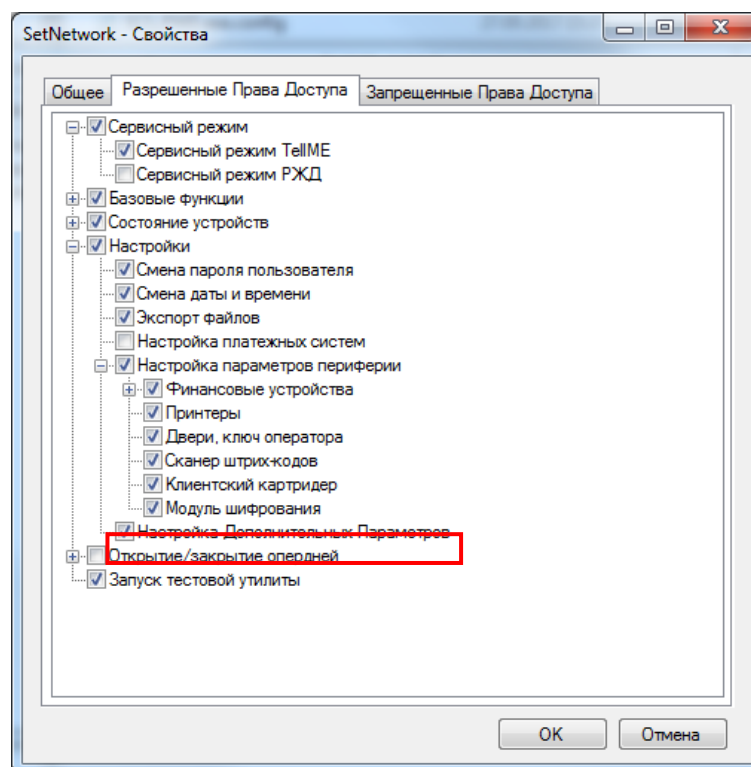 SetNetwork - Свойства
Общее Разрешенные Права Доступа Запрещенные Права Доступа
Сервисный режим
Сервисный режим TellME
Сервисный режим РЖД
Базовые функции
Состояние устройств
Настройки
Смена пароля пользователя
Смена даты и времени
Экспорт файлов
Настройка платежных систем
Настройка параметров периферии
Финансовые устройства
Принтеры
Двери, ключ оператора
Сканер штрих-кодов
Клиентский картридер
Модуль шифрования
Настройка Дополнительных Параметров
Открытие/закрытие опердней
Запуск тестовой утилиты
OK Отмена